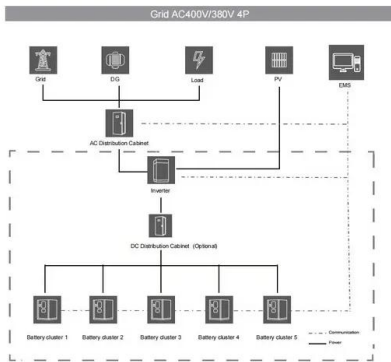 Grid AC400V/380V 4P
Grid
DG
Load
PV
EMS
AC Distribution Cabinet
Inverter
DC Distribution Cabinet (Optional)
Battery cluster 1
Battery cluster 2
Battery cluster 3
Battery cluster 4
Battery cluster 5
Communication
Power